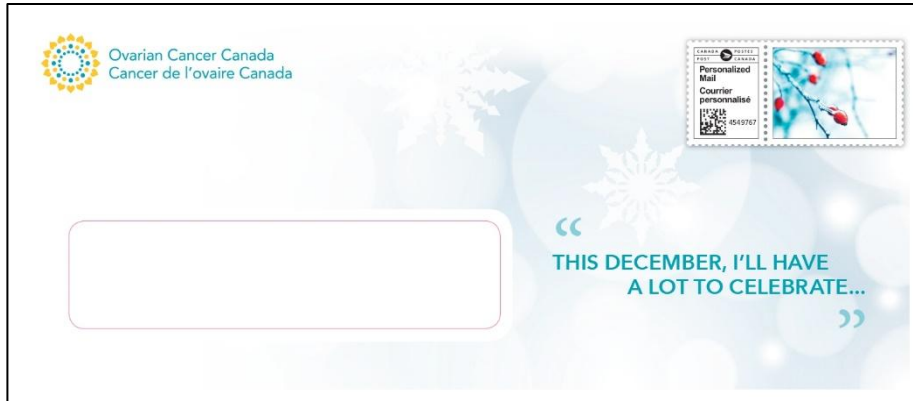 Ovarian Cancer Canada
Cancer de l'ovaire Canada
CANADA POSTES
POST CANADA
Personalized
Mail
Courrier
personnalisé
4549767
“
THIS DECEMBER, I'LL HAVE
A LOT TO CELEBRATE...
”